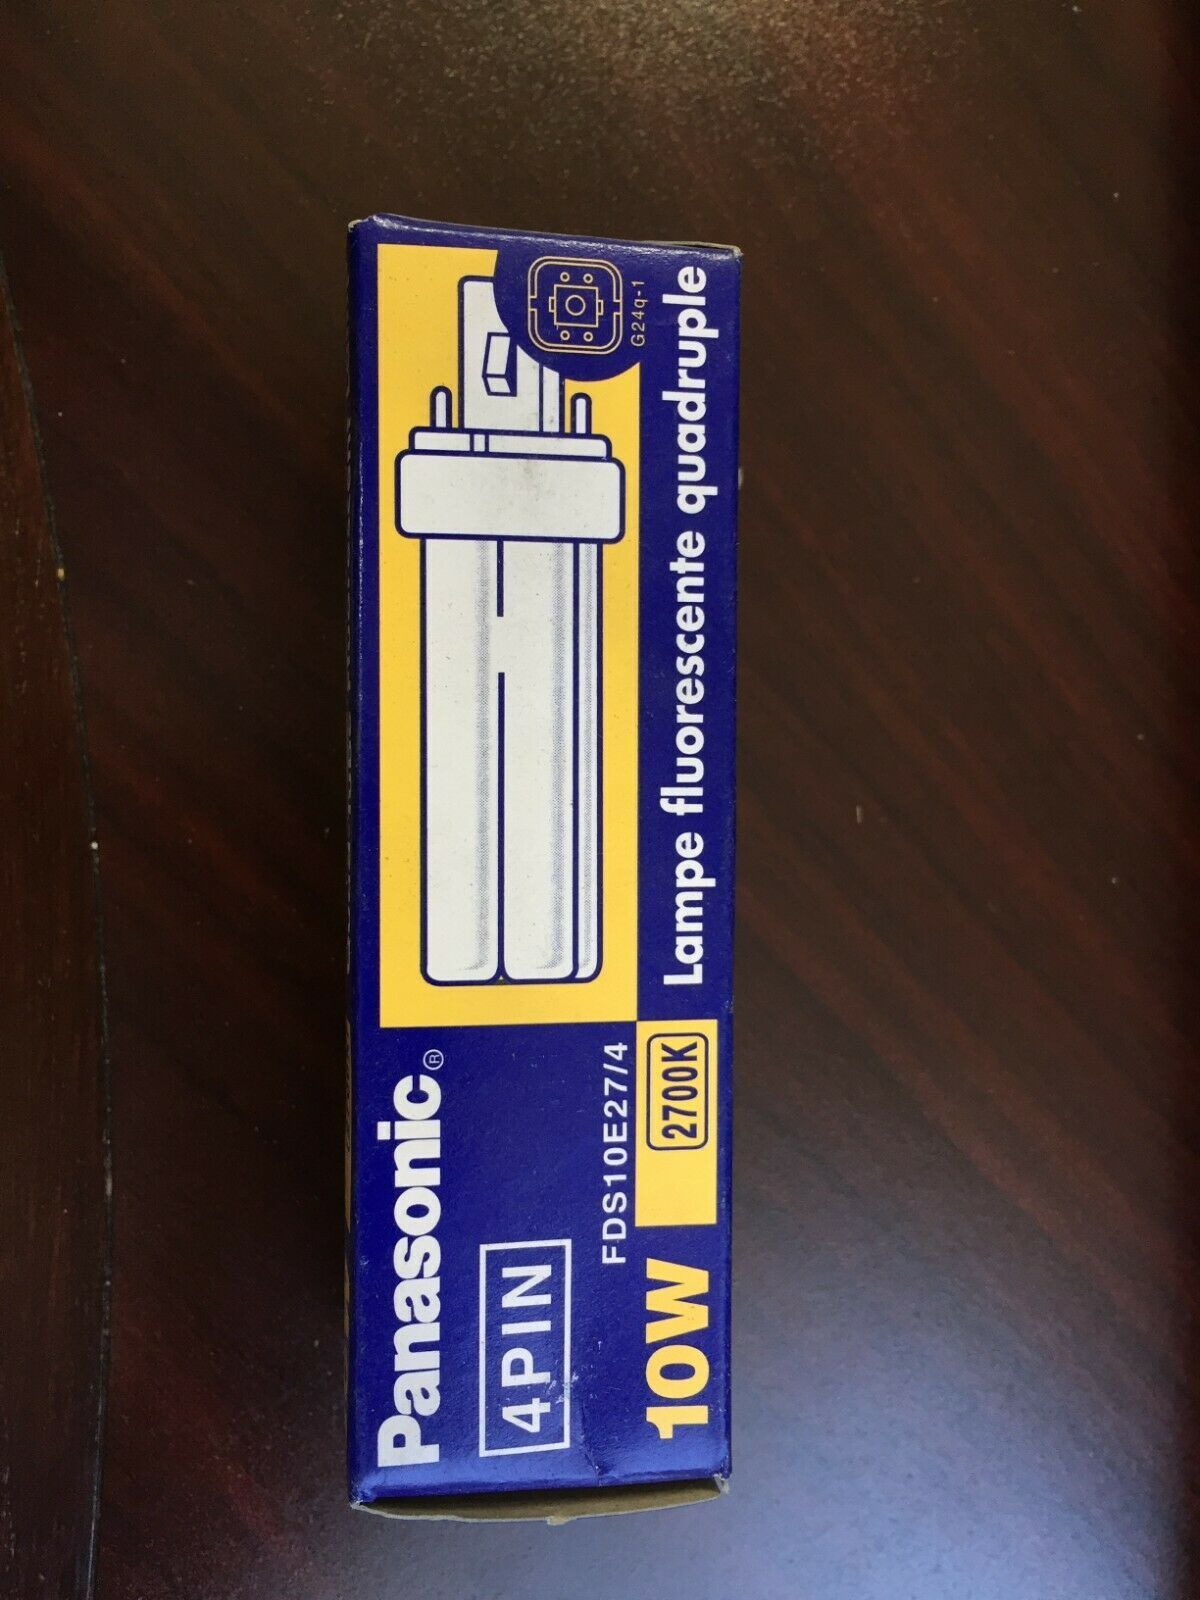 Panasonic®
4PIN
FDS10E27/4
10W
2700K
Lampe fluorescente quadruple
G24q-1